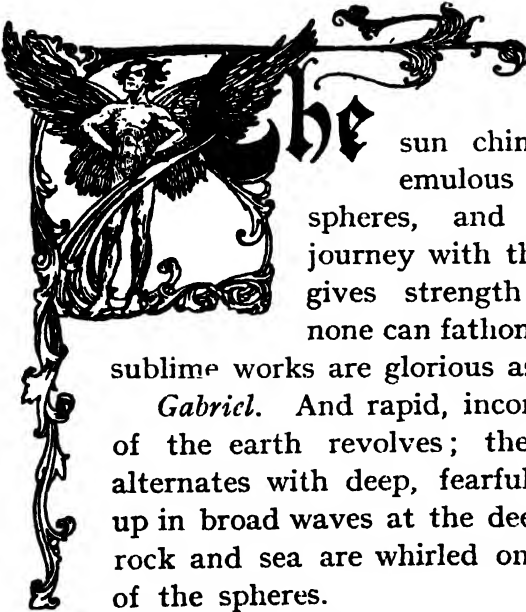 The sun chin
emulous
spheres, and
journey with th
gives strength
none can fathom
sublime works are glorious as
Gabriel. And rapid, incon
of the earth revolves; the
alternates with deep, fearful
up in broad waves at the dee
rock and sea are whirled on
of the spheres.